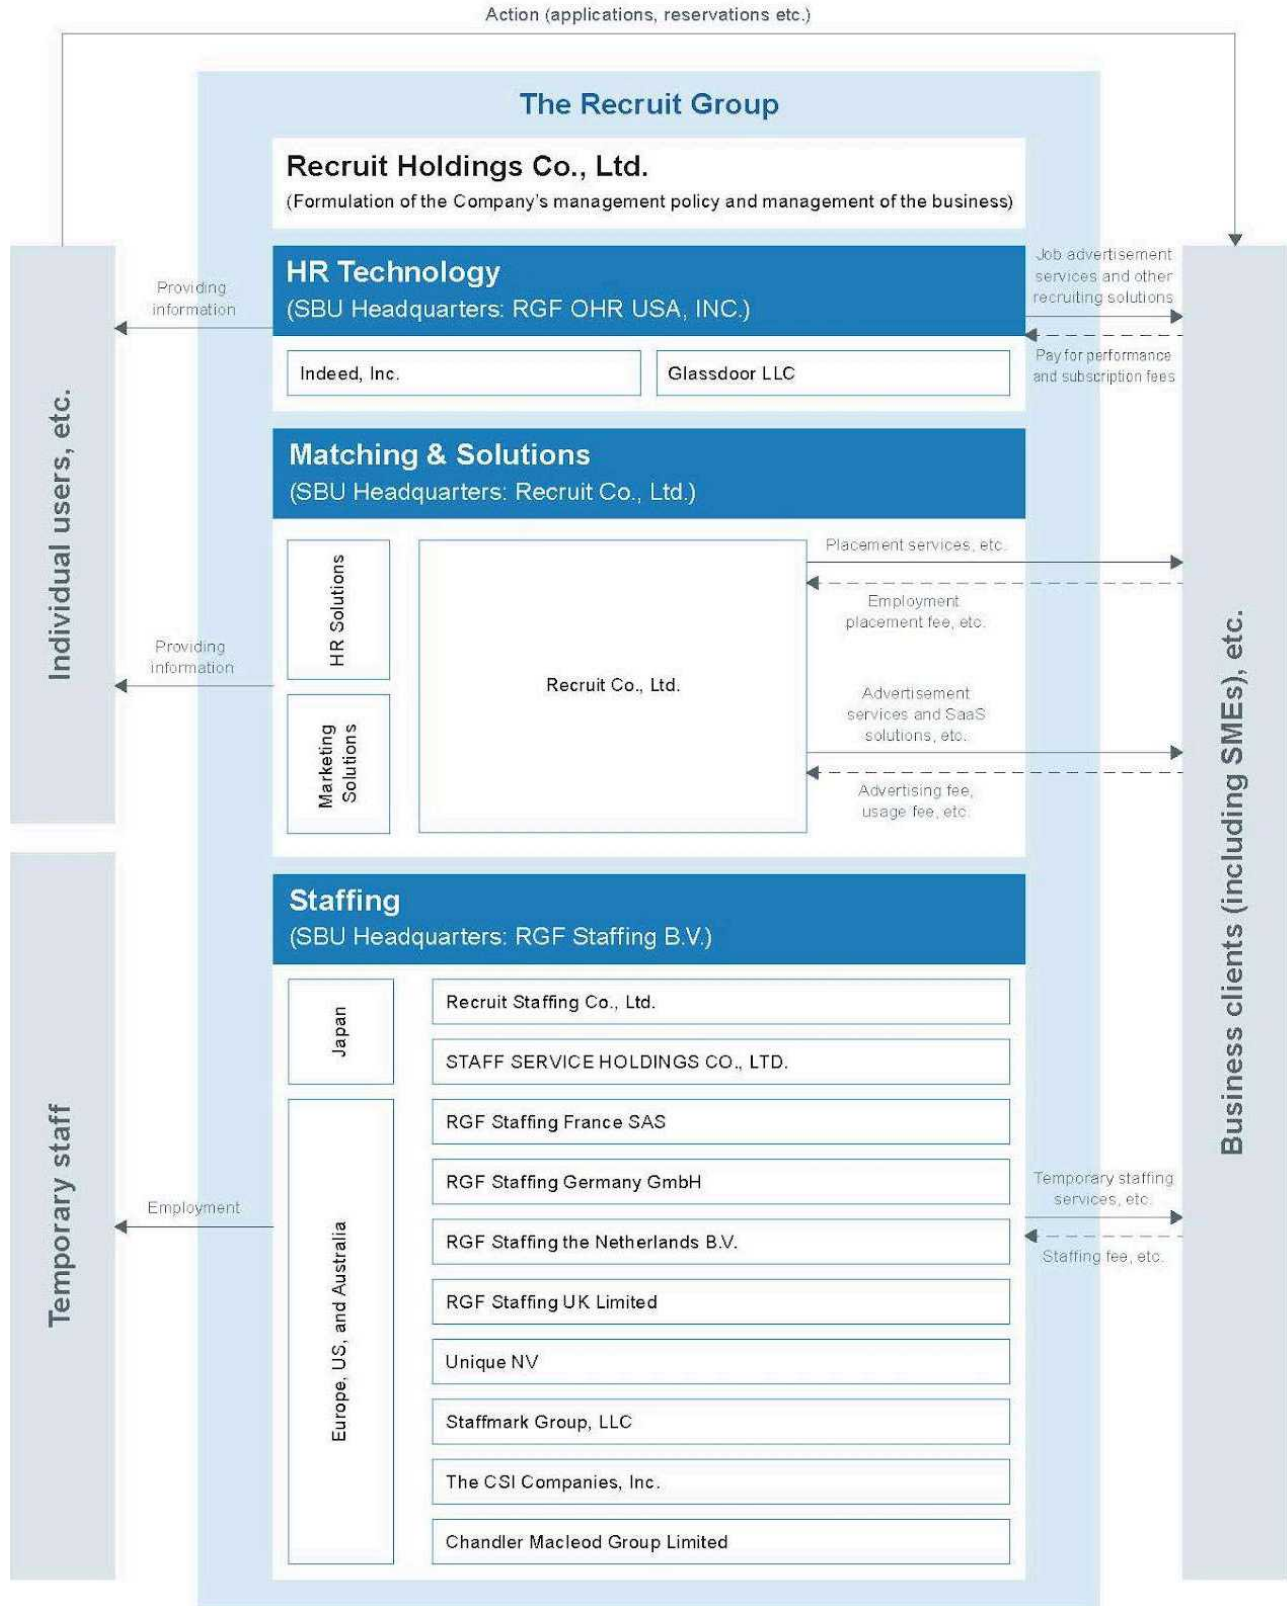 Action (applications, reservations etc.)
The Recruit Group
Recruit Holdings Co., Ltd.
(Formulation of the Company's management policy and management of the business)
HR Technology
(SBU Headquarters: RGF OHR USA, INC.)
Indeed, Inc.
Glassdoor LLC
Providing
information
Job advertisement
services and other
recruiting solutions
Pay for performance
and subscription fees
Individual users, etc.
Matching & Solutions
(SBU Headquarters: Recruit Co., Ltd.)
HR Solutions
Marketing
Solutions
Recruit Co., Ltd.
Providing
information
Placement services, etc.
Employment
placement fee, etc.
Advertisement
services and SaaS
solutions, etc.
Advertising fee,
usage fee, etc.
Business clients (including SMEs), etc.
Staffing
(SBU Headquarters: RGF Staffing B.V.)
Japan
Recruit Staffing Co., Ltd.
STAFF SERVICE HOLDINGS CO., LTD.
Europe, US, and Australia
RGF Staffing France SAS
RGF Staffing Germany GmbH
RGF Staffing the Netherlands B.V.
RGF Staffing UK Limited
Unique NV
Staffmark Group, LLC
The CSI Companies, Inc.
Chandler Macleod Group Limited
Temporary staff
Employment
Temporary staffing
services, etc.
Staffing fee, etc.